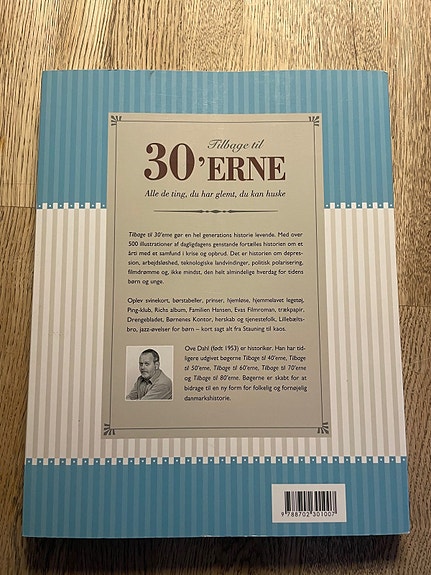 Tilbage til
30'ERNE
Alle de ting, du har glemt, du kan huske
Tilbage til 30'erne gør en hel generations historie levende. Med over
500 illustrationer af dagligdagens genstande fortælles historien om et
årti med et samfund i krise og opbrud. Det er historien om depres-
sion, arbejdsløshed, teknologiske landvindinger, politisk polarisering,
filmdrømme og, ikke mindst, den helt almindelige hverdag for tidens
børn og unge.
Oplev svinekort, børstabeller, prinser, hjemløse, hjemmelavet legetøj,
Ping-klub, Richs album, Familien Hansen, Evas Filmroman, trækpapir,
Drengebladet, Børnenes Kontor, herskab og tjenestefolk, Lillebælts-
bro, jazz-øvelser for børn – kort sagt alt fra Stauning til kaos.
Ove Dahl (født 1953) er historiker. Han har tid-
ligere udgivet bøgerne Tilbage til 40'erne, Tilbage
til 50'erne, Tilbage til 60'erne, Tilbage til 70'erne
og Tilbage til 80'erne. Bøgerne er skabt for at
bidrage til en ny form for folkelig og fornøjelig
danmarkshistorie.
9 788702 301007